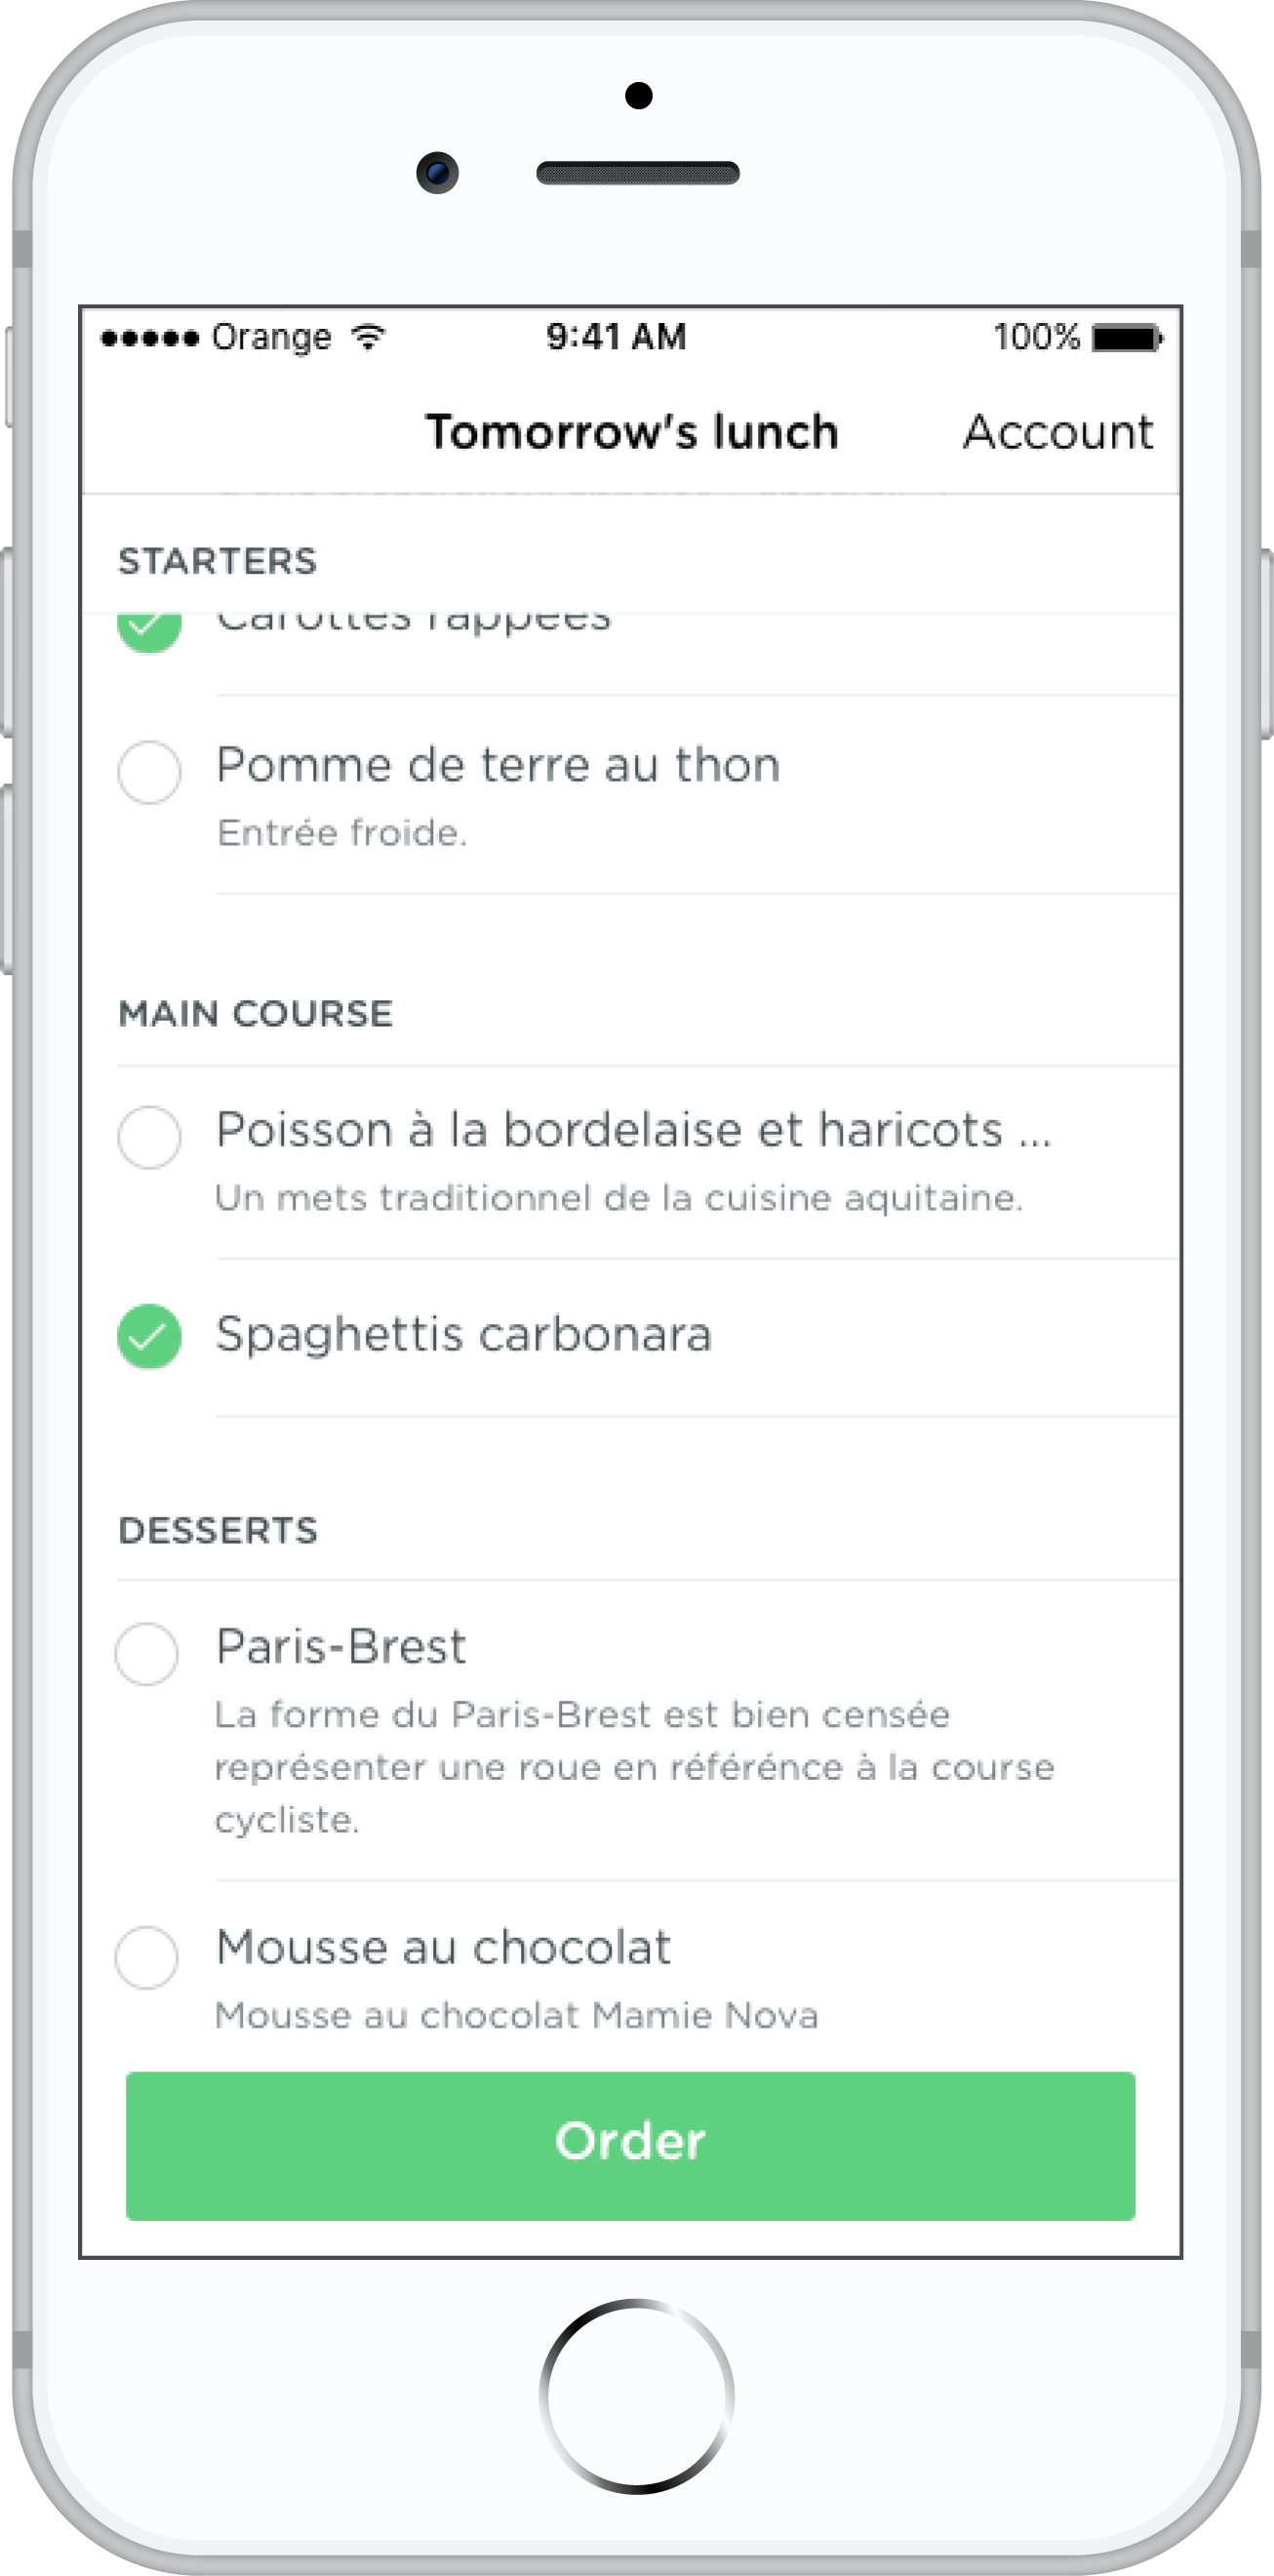 Orange
9:41 AM
100%
Tomorrow's lunch
Account
STARTERS
Carottes rappées
Pomme de terre au thon
Entrée froide.
MAIN COURSE
Poisson à la bordelaise et haricots ...
Un mets traditionnel de la cuisine aquitaine.
Spaghettis carbonara
DESSERTS
Paris-Brest
La forme du Paris-Brest est bien censée
représenter une roue en référénce à la course
cycliste.
Mousse au chocolat
Mousse au chocolat Mamie Nova
Order